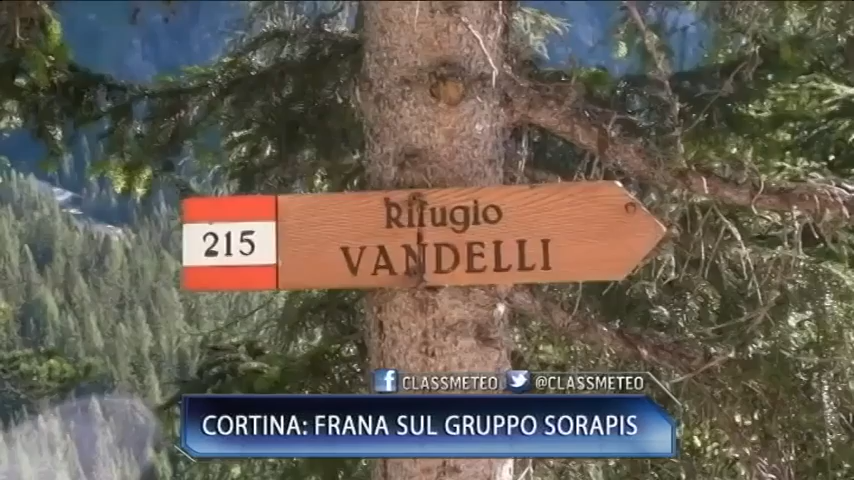 215
Rifugio
VANDELLI
CLASSMETEO @CLASSMETEO
CORTINA: FRANA SUL GRUPPO SORAPIS